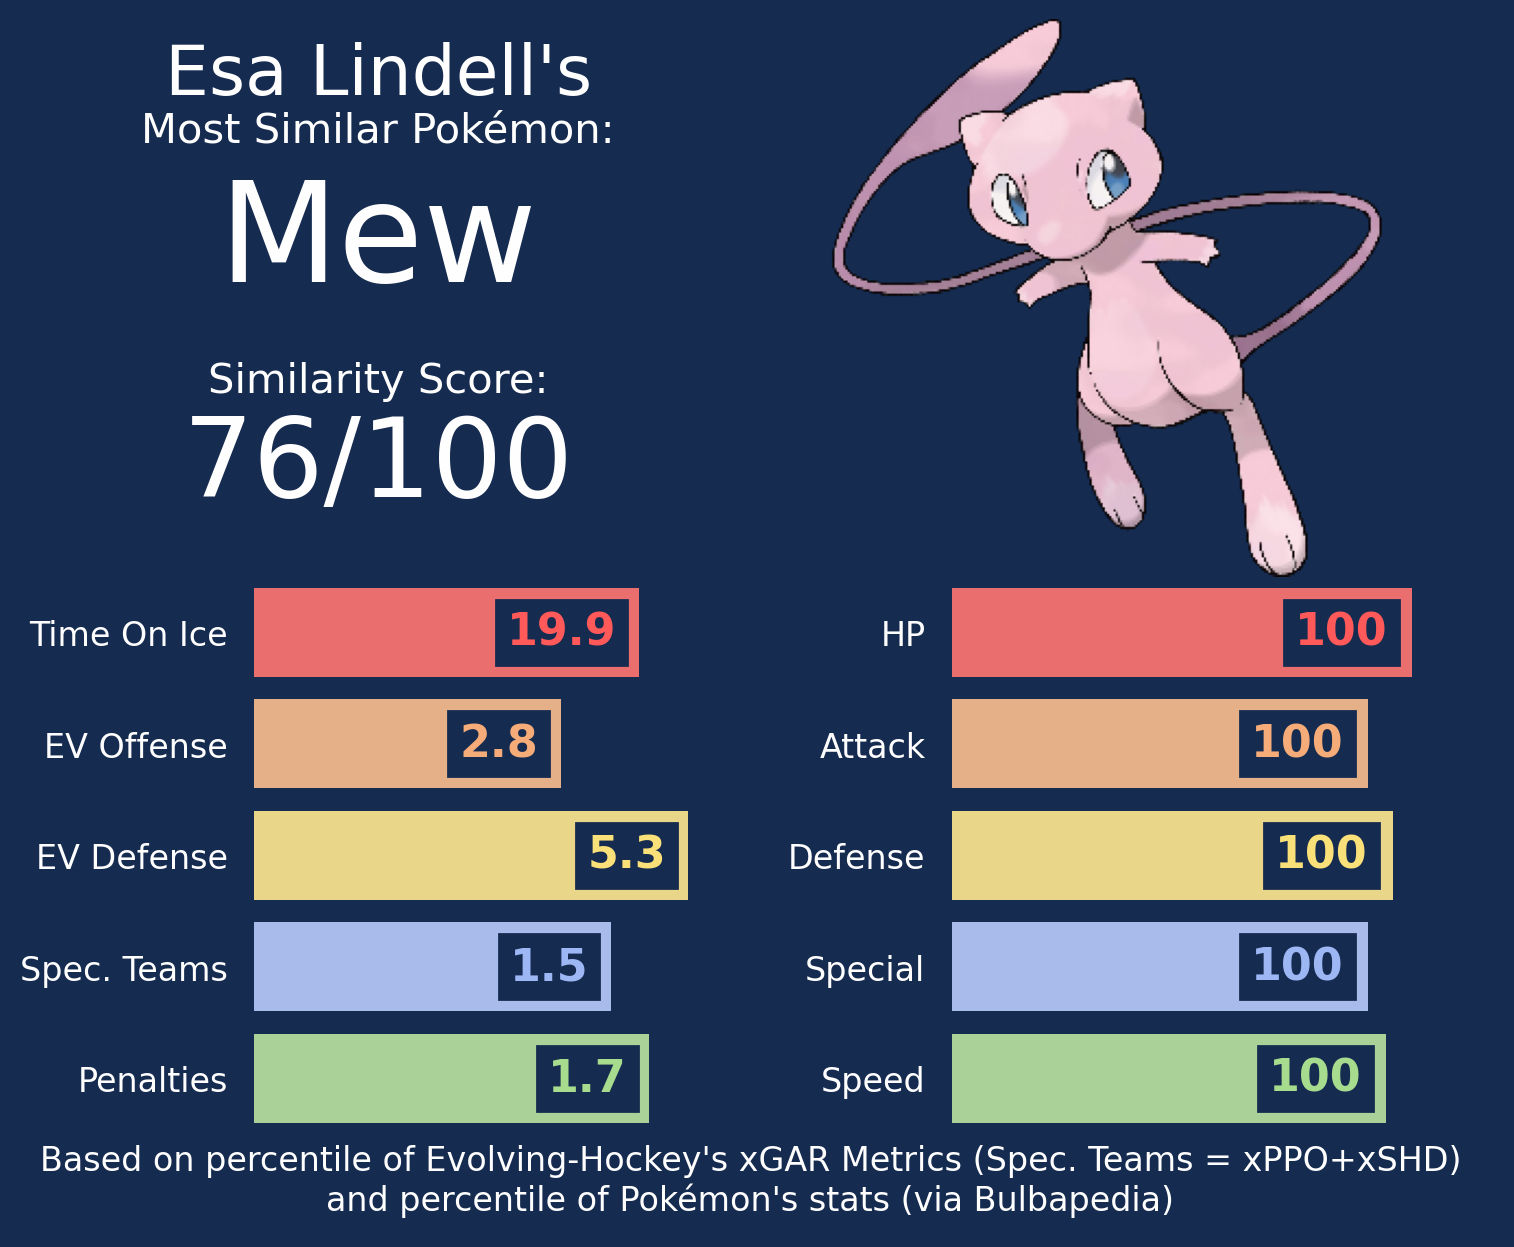 Esa Lindell's
Most Similar Pokémon:
Mew
Similarity Score:
76/100
Time On Ice 19.9
EV Offense 2.8
EV Defense 5.3
Spec. Teams 1.5
Penalties 1.7
HP 100
Attack 100
Defense 100
Special 100
Speed 100
Based on percentile of Evolving-Hockey's xGAR Metrics (Spec. Teams = xPPO+xSHD)
and percentile of Pokémon's stats (via Bulbapedia)